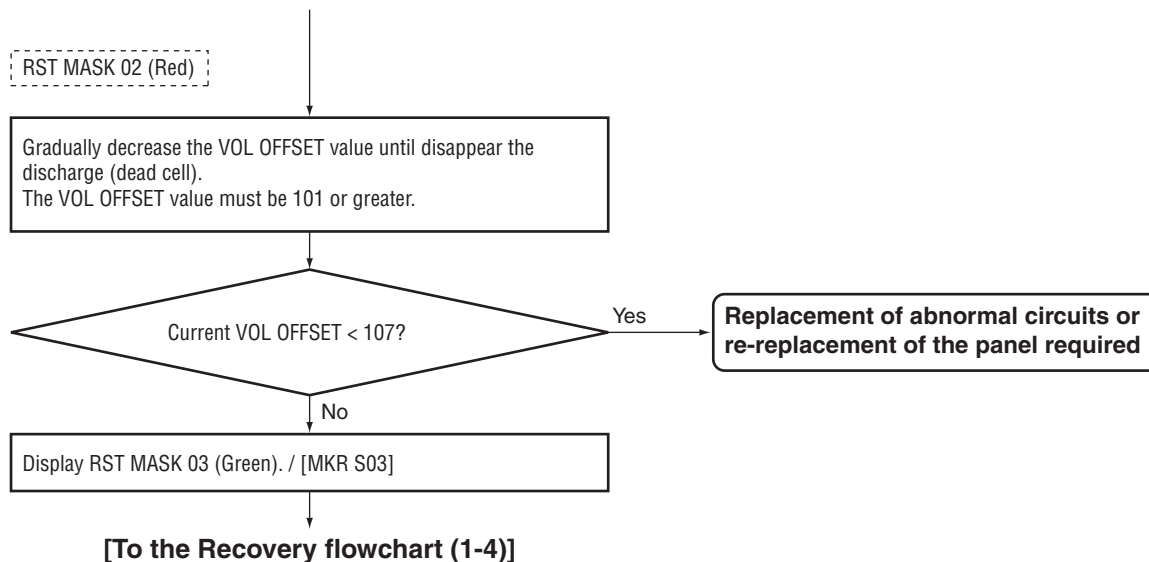 RST MASK 02 (Red)
Gradually decrease the VOL OFFSET value until disappear the
discharge (dead cell).
The VOL OFFSET value must be 101 or greater.
Current VOL OFFSET < 107?
Yes
Replacement of abnormal circuits or
re-replacement of the panel required
No
Display RST MASK 03 (Green). / [MKR S03]
[To the Recovery flowchart (1-4)]